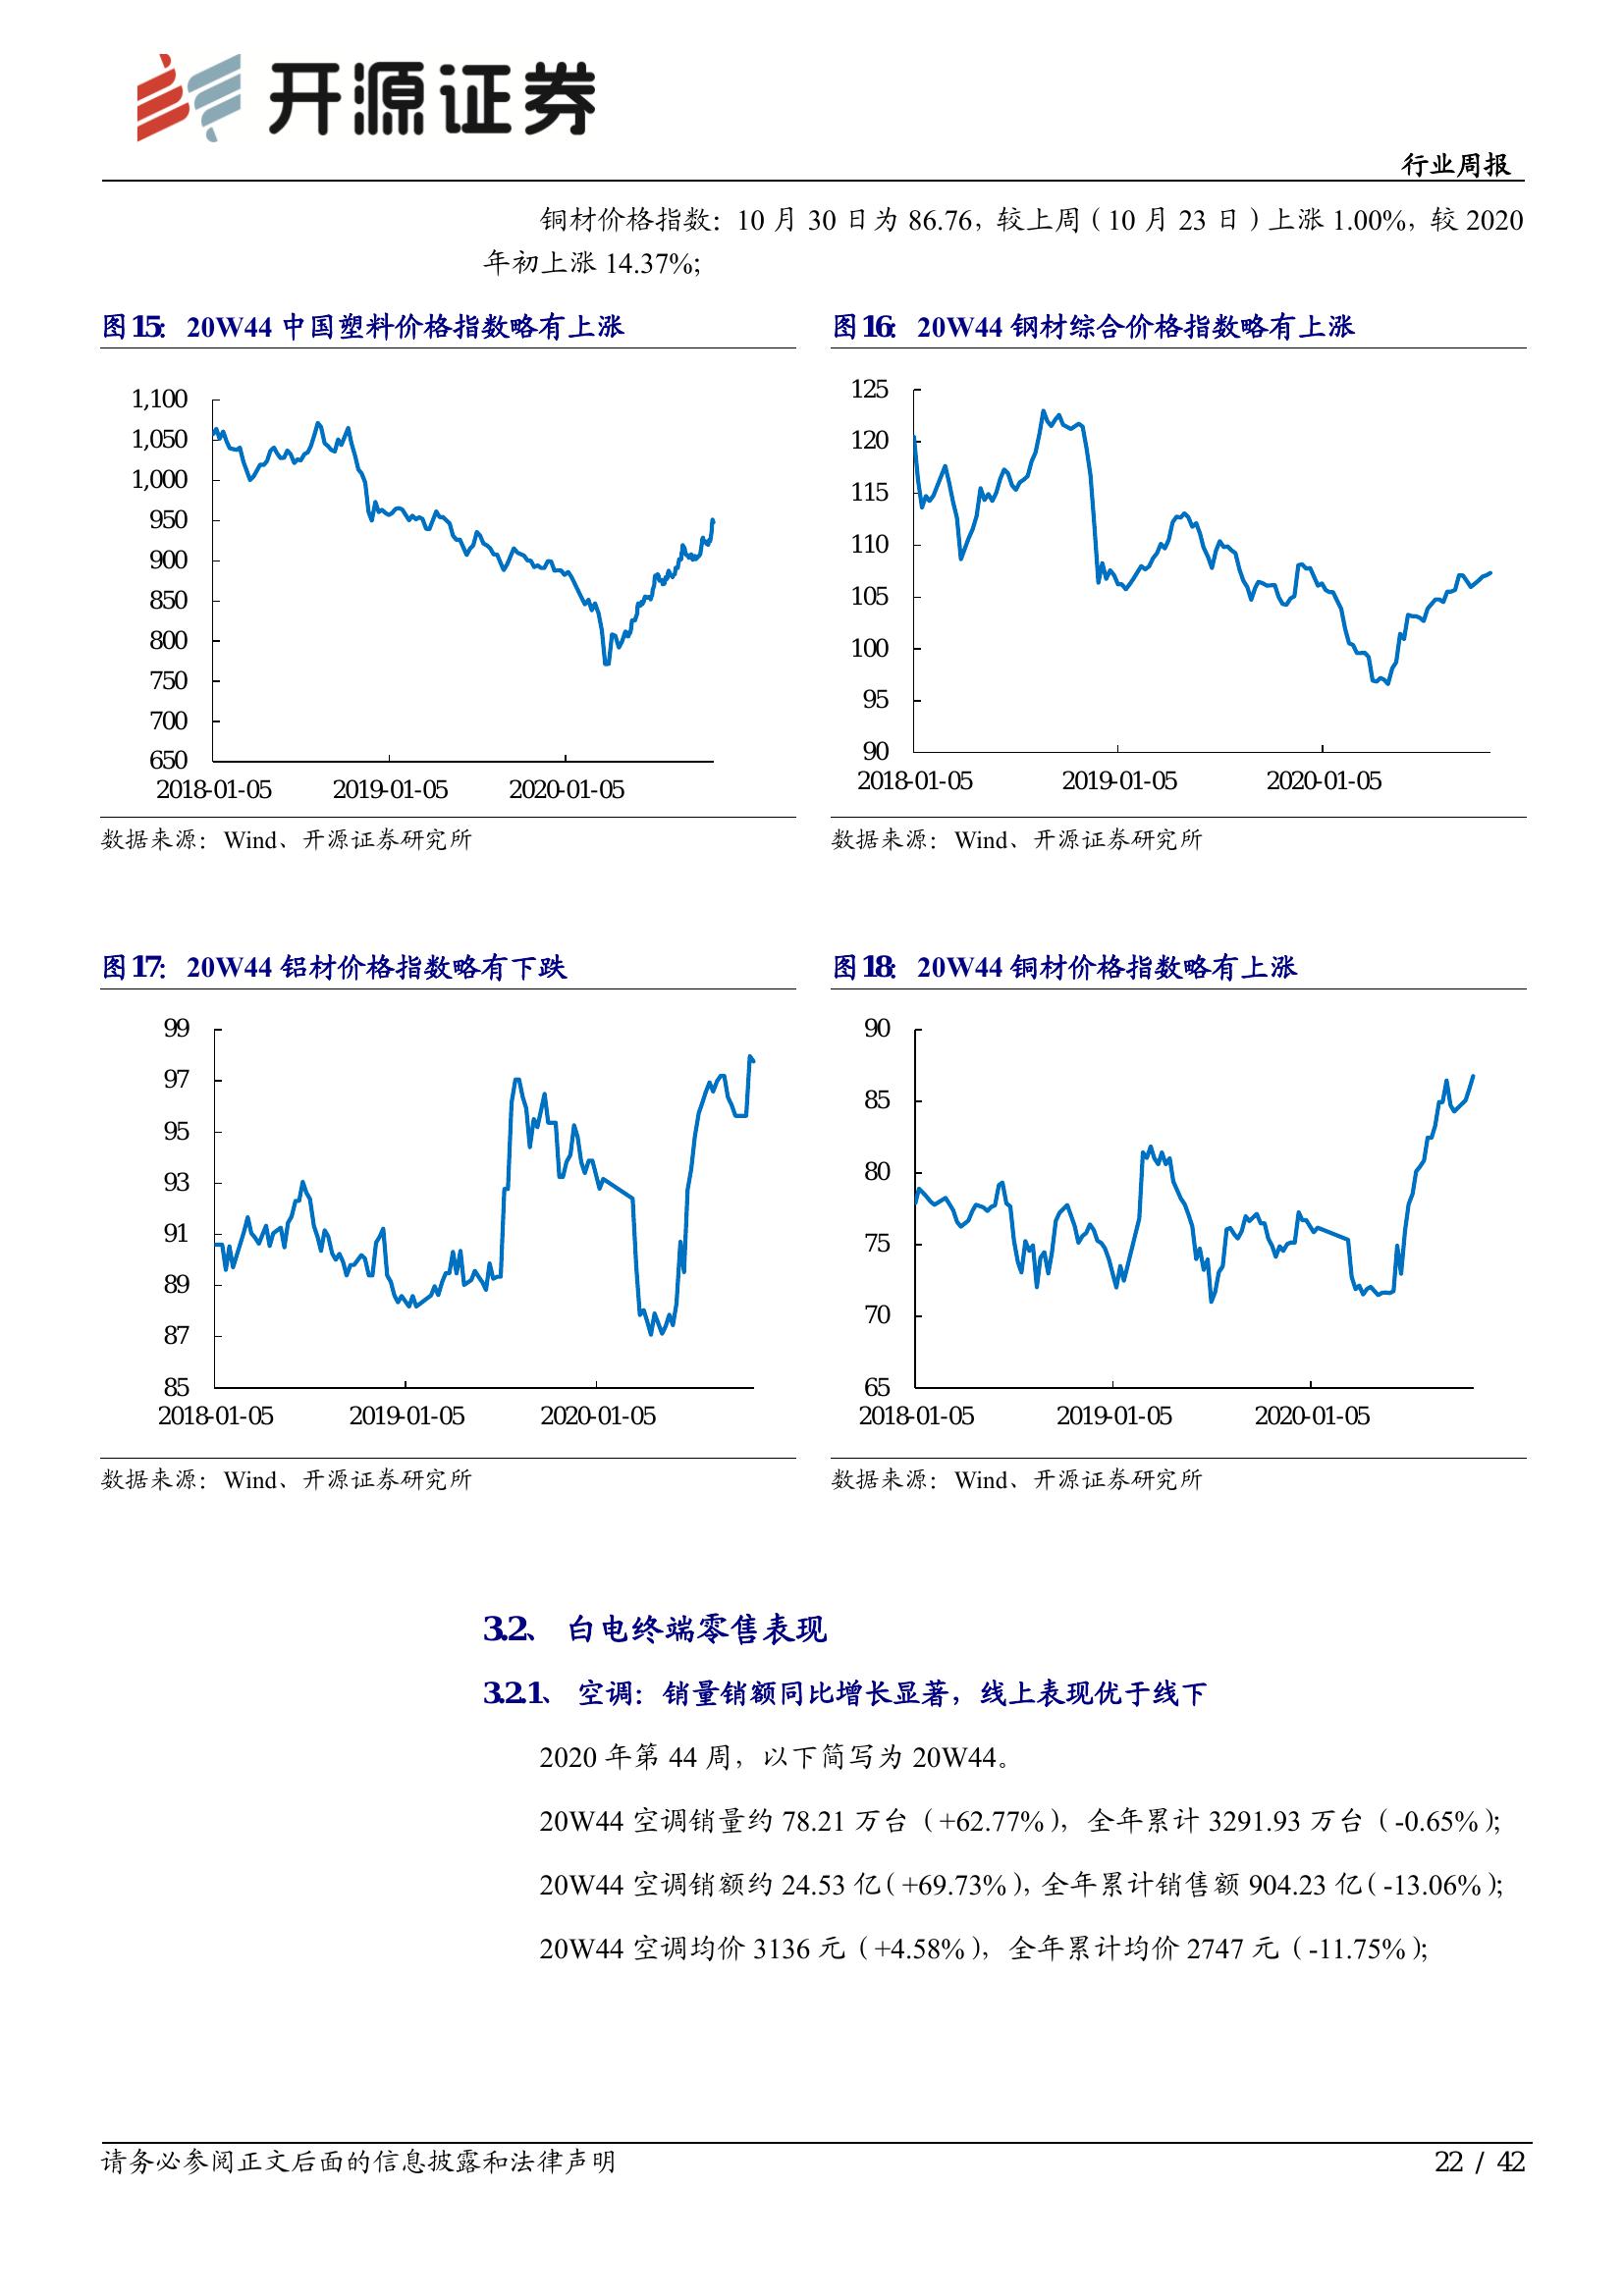 开源证券
行业周报
铜材价格指数：10 月 30 日为 86.76，较上周（10 月 23 日）上涨 1.00%，较 2020
年初上涨 14.37%;
图15： 20W44 中国塑料价格指数略有上涨
1,100
1,050
1,000
950
900
850
800
750
700
650
2018-01-05 2019-01-05 2020-01-05
数据来源：Wind、开源证券研究所
图16： 20W44 钢材综合价格指数略有上涨
125
120
115
110
105
100
95
90
2018-01-05 2019-01-05 2020-01-05
数据来源：Wind、开源证券研究所
图17： 20W44 铝材价格指数略有下跌
99
97
95
93
91
89
87
85
2018-01-05 2019-01-05 2020-01-05
数据来源：Wind、开源证券研究所
图18： 20W44 铜材价格指数略有上涨
90
85
80
75
70
65
2018-01-05 2019-01-05 2020-01-05
数据来源：Wind、开源证券研究所
3.2、 白电终端零售表现
3.2.1、 空调：销量销额同比增长显著，线上表现优于线下
2020 年第 44 周，以下简写为 20W44。
20W44 空调销量约 78.21 万台（+62.77%），全年累计 3291.93 万台（-0.65%）;
20W44 空调销额约 24.53 亿（+69.73%），全年累计销售额 904.23 亿（-13.06%）;
20W44 空调均价 3136 元（+4.58%），全年累计均价 2747 元（-11.75%）;
请务必参阅正文后面的信息披露和法律声明
22 / 42